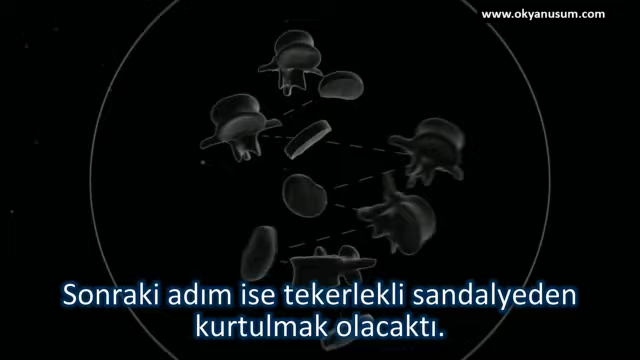 www.okyanusum.com
Sonraki adım ise tekerlekli sandalyeden
kurtulmak olacaktı.